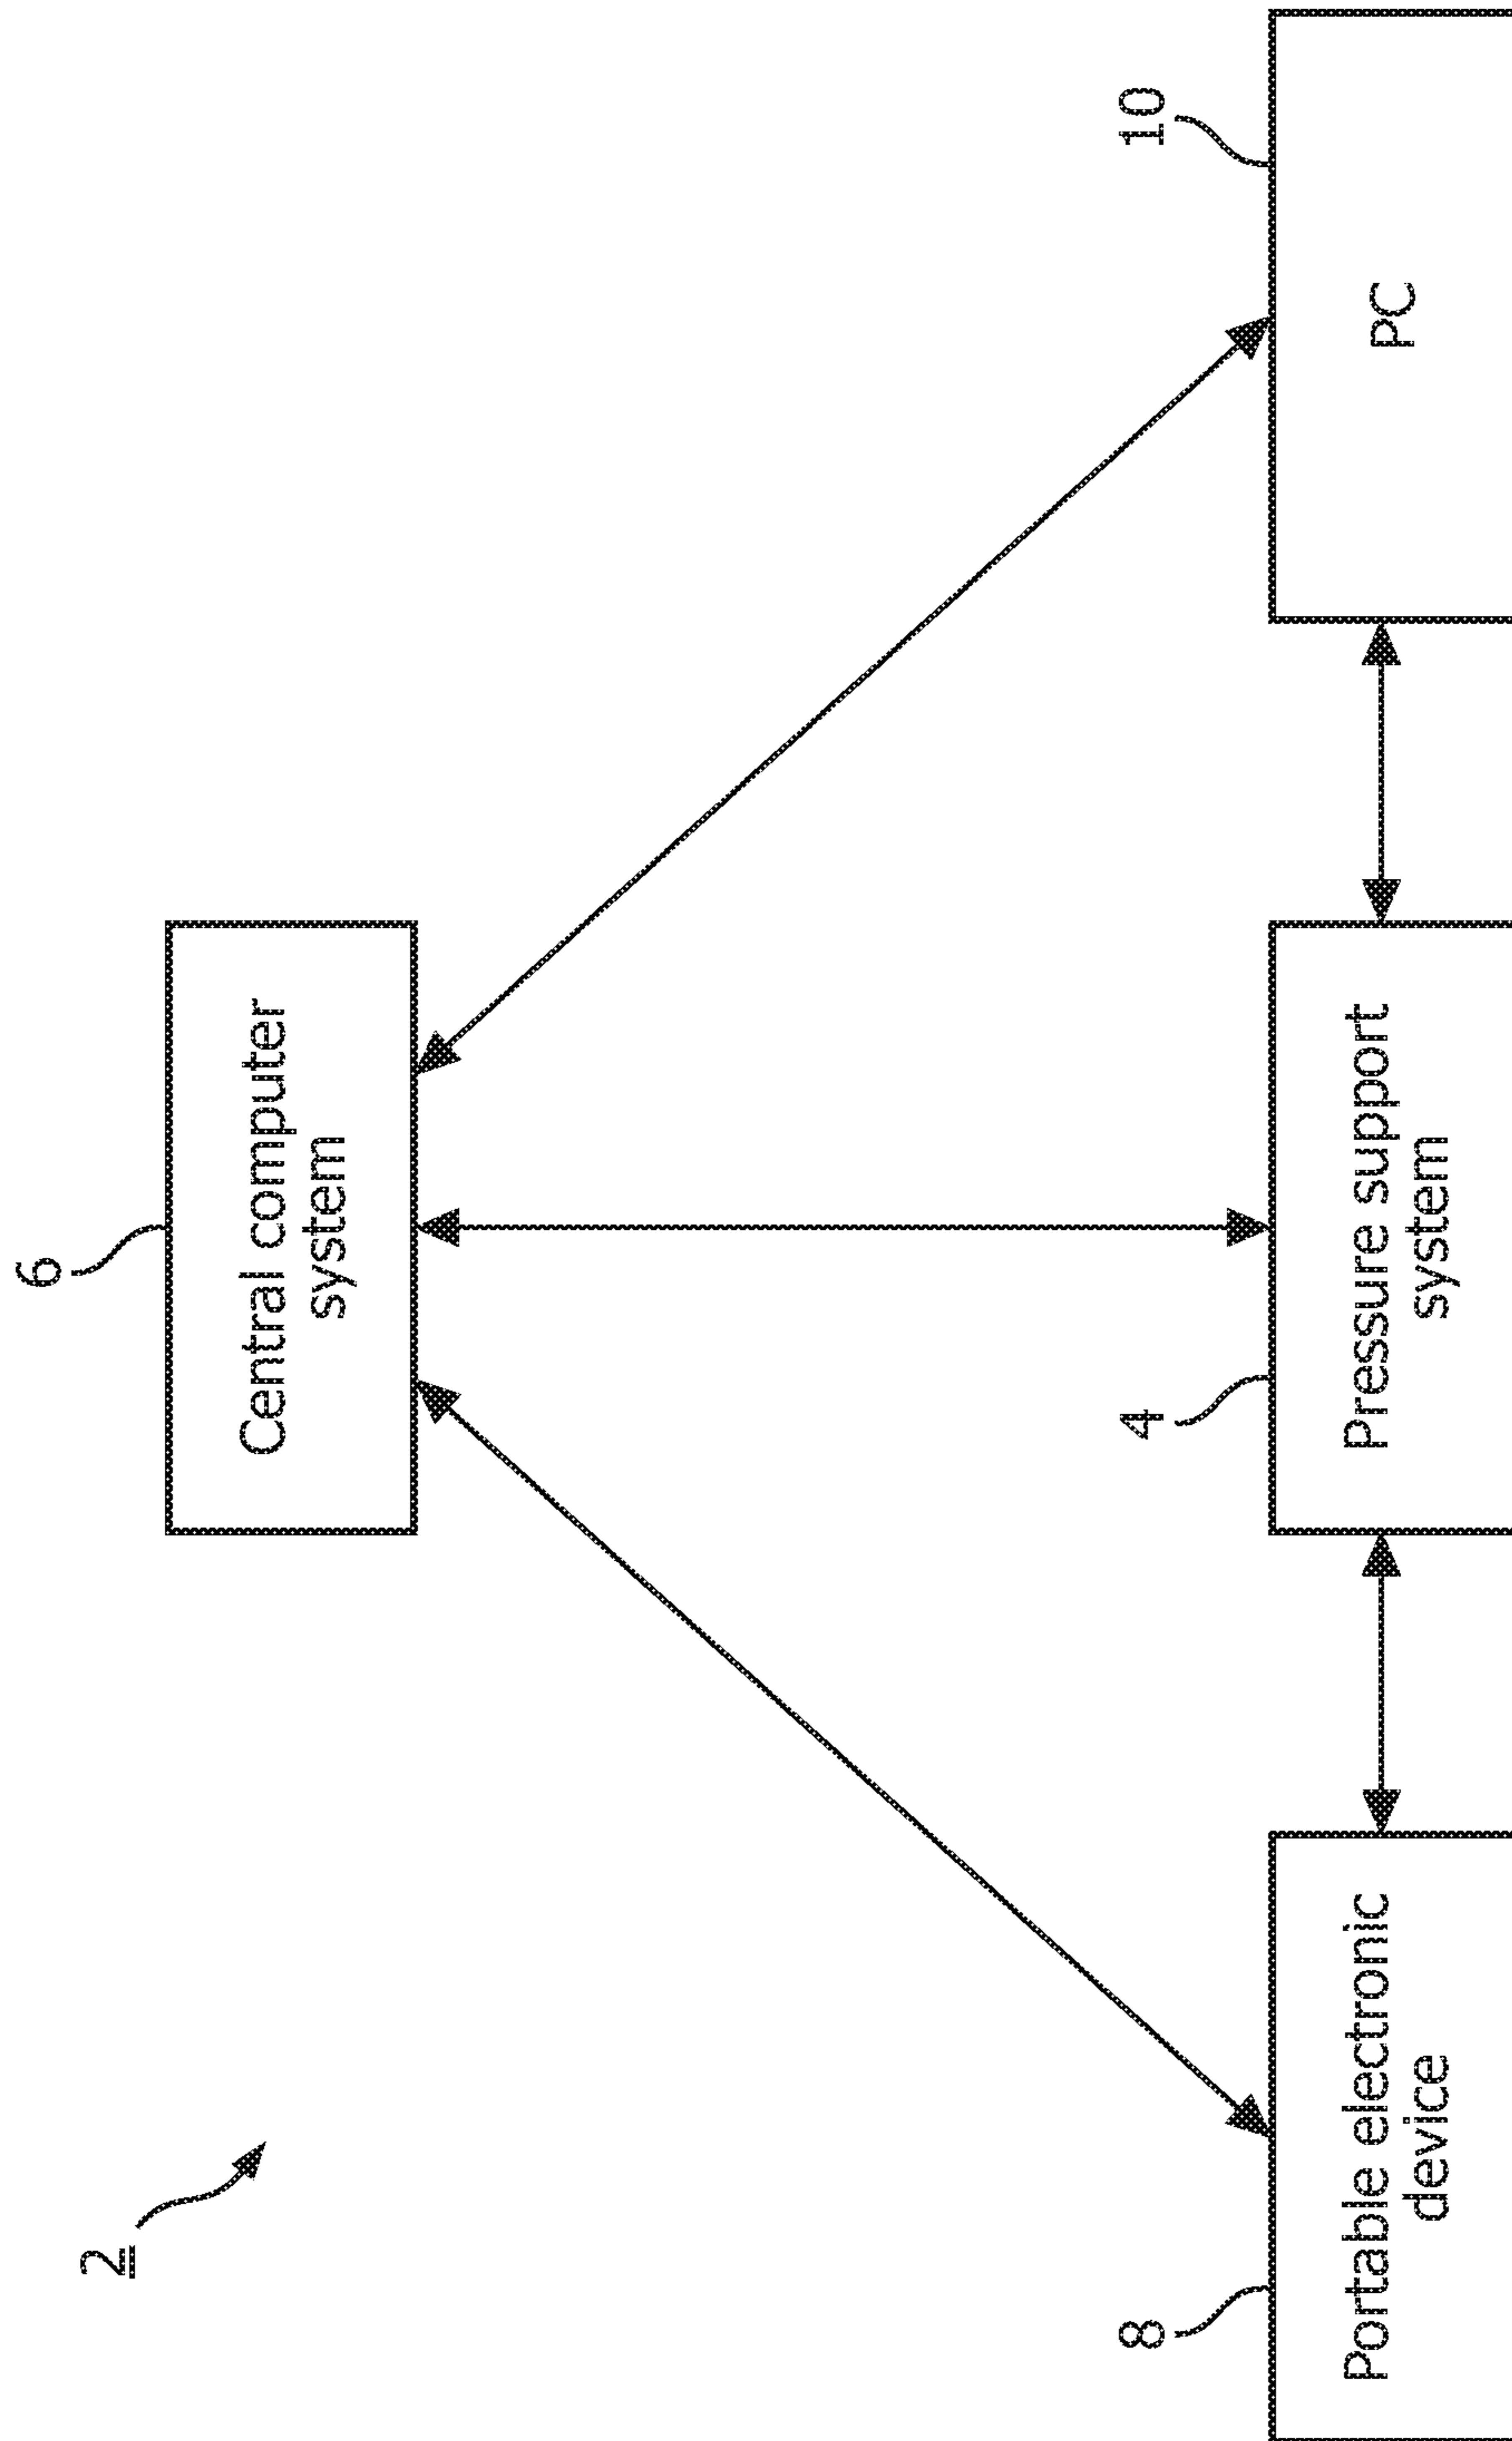 2
6
Central computer
system
8
Portable electronic
device
4
Pressure support
system
10
PC